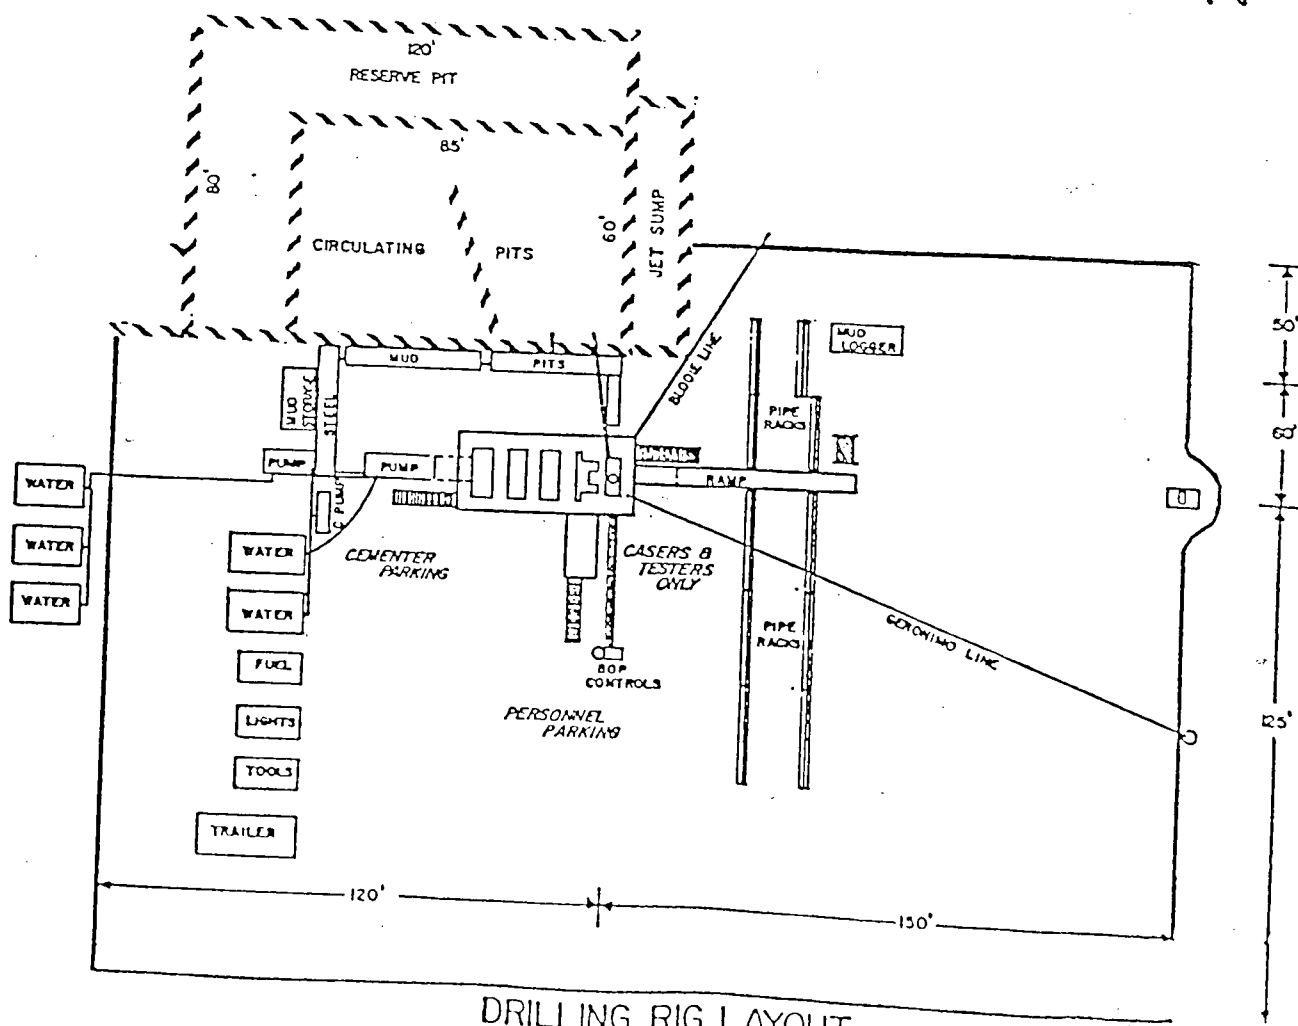 120'
RESERVE PIT
85'
80'
60'
CIRCULATING PITS
JET SUMP
BLOOIE LINE
MUD
LOGGER
50'
MUD
PITS
MUD
STORAGE
STEEL
PIPE
RACKS
60'
PUMP
PUMP
RAMP
WATER
WATER
WATER
C PUMP
WATER
WATER
CEMENTER
PARKING
CASERS &
TESTERS
ONLY
GERONIMO LINE
PIPE
RACKS
FUEL
BOP
CONTROLS
LIGHTS
PERSONNEL
PARKING
125'
TOOLS
TRAILER
120'
150'
DRILLING RIG LAYOUT